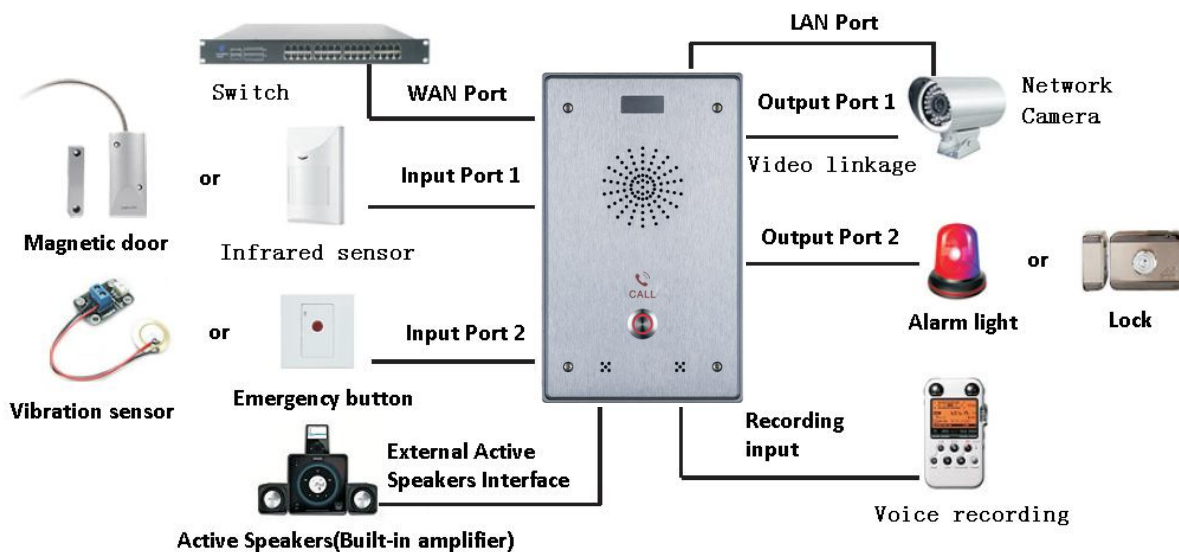 LAN Port
Switch
WAN Port
Output Port 1
Network
Camera
Video linkage
or
Input Port 1
Magnetic door
Infrared sensor
Output Port 2
or
CALL
or
Input Port 2
Alarm light
Lock
Vibration sensor
Emergency button
External Active
Speakers Interface
Recording
input
Voice recording
Active Speakers(Built-in amplifier)